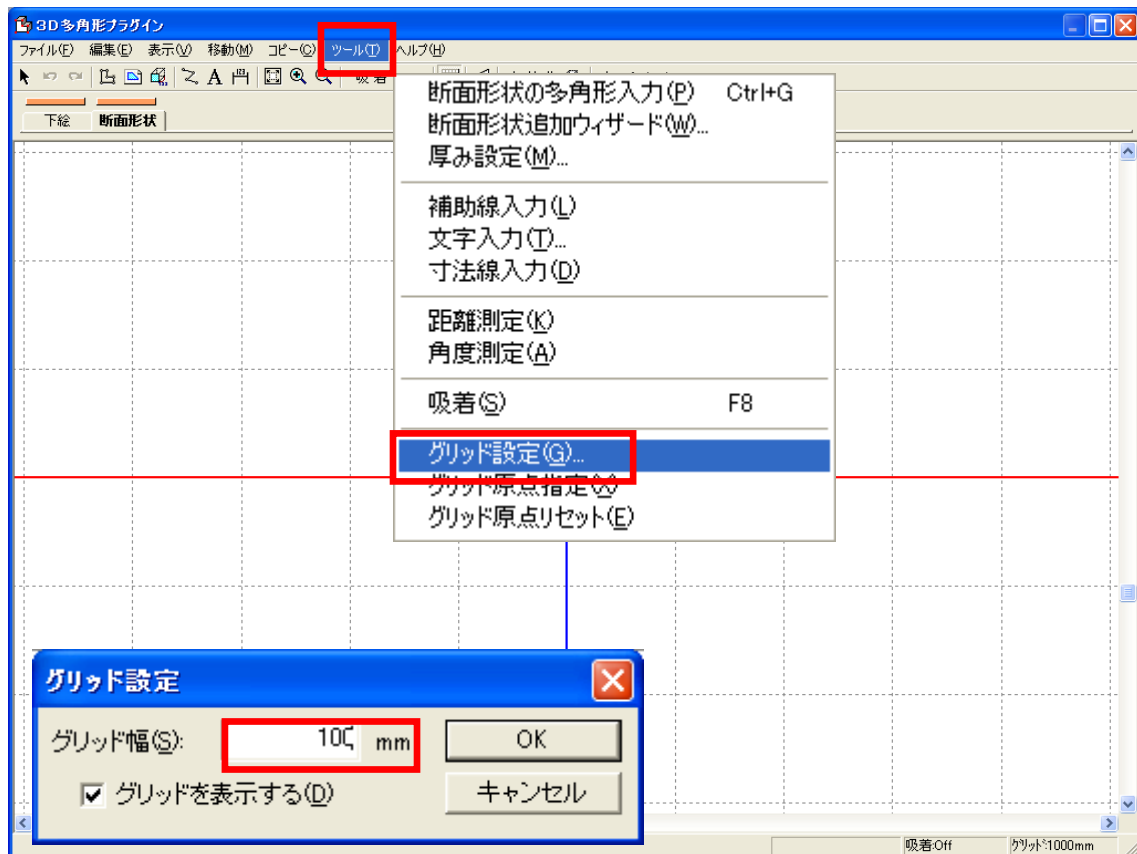 3D多角形プラグイン
ファイル(F) 編集(E) 表示(V) 移動(M) コピー(C) ツール(T) ヘルプ(H)
吸着
下絵 断面形状
断面形状の多角形入力(P) Ctrl+G
断面形状追加ウィザード(W)...
厚み設定(M)...
補助線入力(L)
文字入力(T)...
寸法線入力(D)
距離測定(K)
角度測定(A)
吸着(S) F8
グリッド設定(G)...
グリッド原点指定(X)
グリッド原点リセット(E)
グリッド設定
グリッド幅(S): mm OK
グリッドを表示する(D) キャンセル
吸着:Off グリッド:1000mm